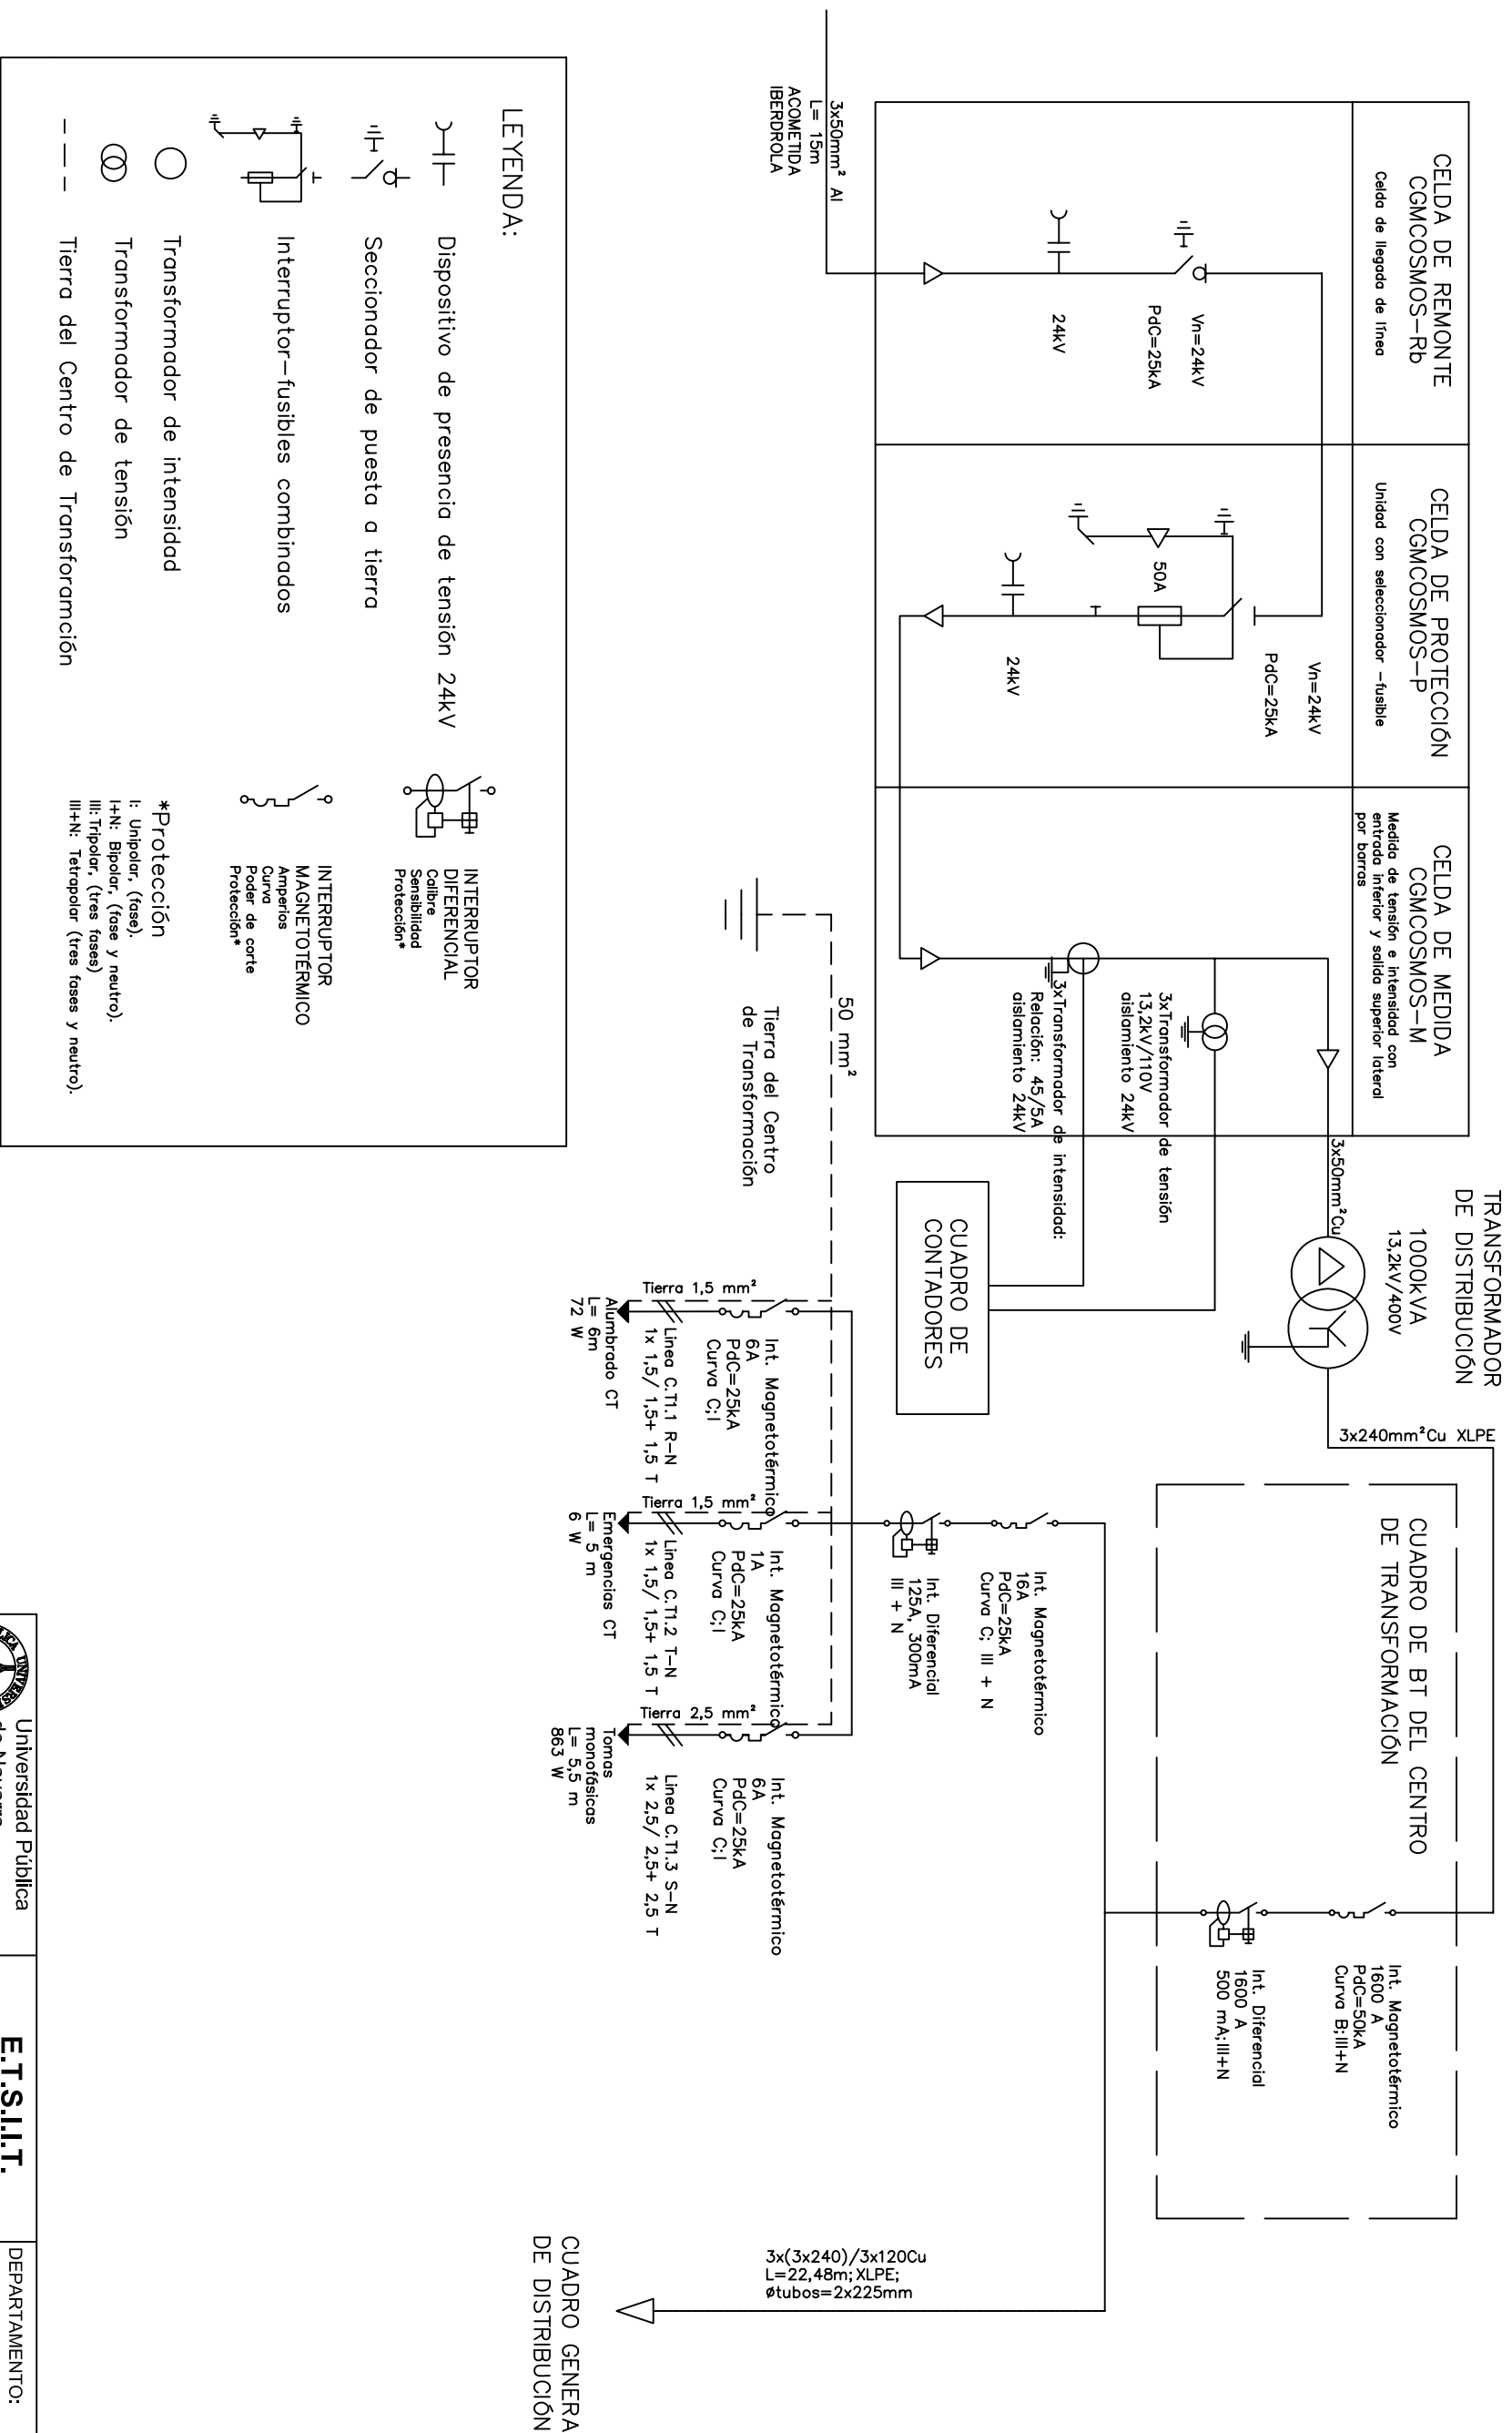 CELDA DE REMONTE
CGMCOSMOS-Rb
Celda de llegada de línea
Vn=24kV
PdC=25kA
24kV
3x50mm² Al
L= 15m
ACOMETIDA
IBERDROLA
CELDA DE PROTECCIÓN
CGMCOSMOS-P
Unidad con seleccionador -fusible
Vn=24kV
PdC=25kA
50A
24kV
CELDA DE MEDIDA
CGMCOSMOS-M
Medida de tensión e intensidad con
entrada inferior y salida superior lateral
por barras
3xTransformador de tensión
13,2kV/110V
aislamiento 24kV
3xTransformador de intensidad:
Relación: 45/5A
aislamiento 24kV
3x50mm²Cu
TRANSFORMADOR
DE DISTRIBUCIÓN
1000kVA
13,2kV/400V
3x240mm²Cu XLPE
CUADRO DE
CONTADORES
CUADRO DE BT DEL CENTRO
DE TRANSFORMACIÓN
Int. Magnetotérmico
1600 A
PdC=50kA
Curva B;III+N
Int. Diferencial
1600 A
500 mA;III+N
Int. Magnetotérmico
16A
PdC=25kA
Curva C; III + N
Int. Diferencial
125A, 300mA
III + N
50 mm²
Tierra del Centro
de Transformación
Int. Magnetotérmico
6A
PdC=25kA
Curva C;I
Tierra 1,5 mm²
Linea C.T1.1 R-N
1x 1,5/ 1,5+ 1,5 T
Alumbrado CT
L= 6m
72 W
Int. Magnetotérmico
1A
PdC=25kA
Curva C;I
Tierra 1,5 mm²
Linea C.T1.2 T-N
1x 1,5/ 1,5+ 1,5 T
Emergencias CT
L= 5 m
6 W
Int. Magnetotérmico
6A
PdC=25kA
Curva C;I
Tierra 2,5 mm²
Linea C.T1.3 S-N
1x 2,5/ 2,5+ 2,5 T
Tomas
monofásicas
L= 5,5 m
863 W
3x(3x240)/3x120Cu
L=22,48m;XLPE;
øtubos=2x225mm
CUADRO GENERA
DE DISTRIBUCIÓN
LEYENDA:
Dispositivo de presencia de tensión 24kV
Seccionador de puesta a tierra
Interruptor-fusibles combinados
Transformador de intensidad
Transformador de tensión
Tierra del Centro de Transforamción
INTERRUPTOR
DIFERENCIAL
Calibre
Sensibilidad
Protección*
INTERRUPTOR
MAGNETOTÉRMICO
Amperios
Curva
Poder de corte
Protección*
*Protección
I: Unipolar, (fase).
I+N: Bipolar, (fase y neutro).
III: Tripolar, (tres fases)
III+N: Tetrapolar (tres fases y neutro).
Universidad Pública
E.T.S.I.I.T.
DEPARTAMENTO: